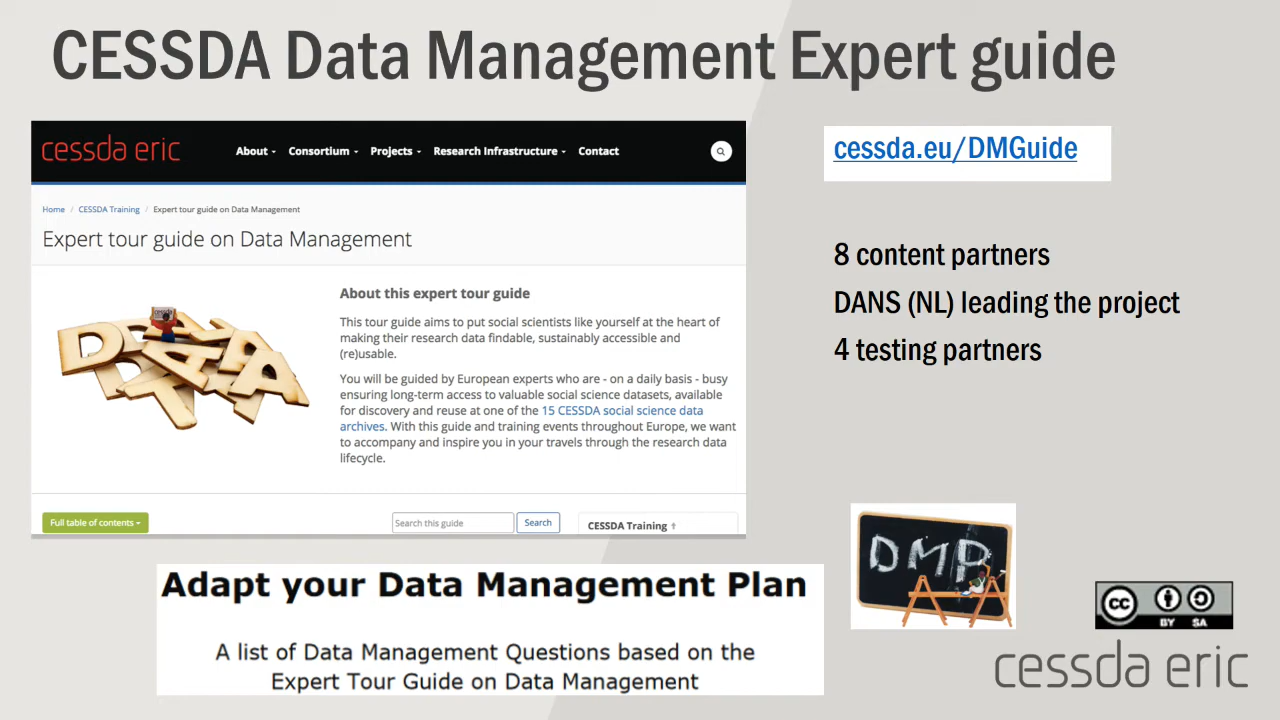 CESSDA Data Management Expert guide
cessda eric
About
Consortium
Projects
Research Infrastructure
Contact
Home / CESSDA Training / Expert tour guide on Data Management
Expert tour guide on Data Management
DATA
cessda
About this expert tour guide
This tour guide aims to put social scientists like yourself at the heart of
making their research data findable, sustainably accessible and
(re)usable.
You will be guided by European experts who are - on a daily basis - busy
ensuring long-term access to valuable social science datasets, available
for discovery and reuse at one of the 15 CESSDA social science data
archives. With this guide and training events throughout Europe, we want
to accompany and inspire you in your travels through the research data
lifecycle.
Full table of contents
Search this guide
Search
CESSDA Training
cessda.eu/DMGuide
8 content partners
DANS (NL) leading the project
4 testing partners
Adapt your Data Management Plan
A list of Data Management Questions based on the
Expert Tour Guide on Data Management
DMP
cc
BY SA
cessda eric